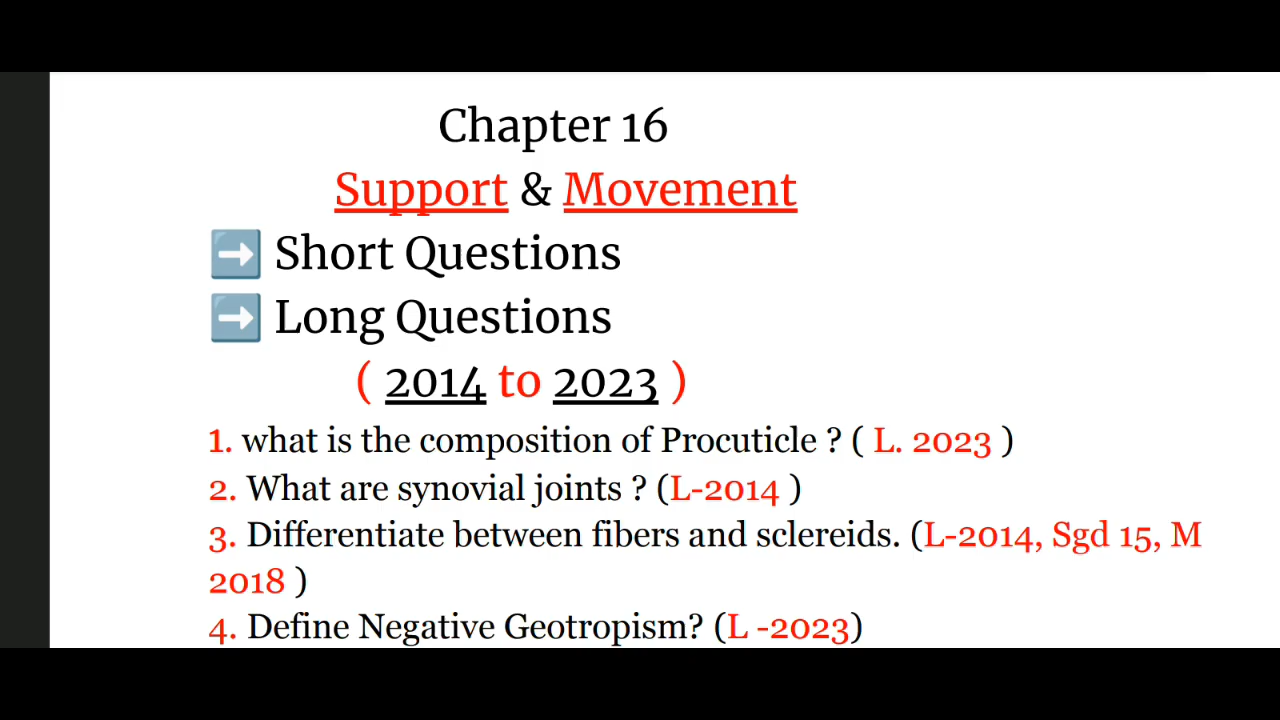 Chapter 16
Support & Movement
➡️ Short Questions
➡️ Long Questions
( 2014 to 2023 )
1. what is the composition of Procuticle ? ( L. 2023 )
2. What are synovial joints ? (L-2014 )
3. Differentiate between fibers and sclereids. (L-2014, Sgd 15, M
2018 )
4. Define Negative Geotropism? (L -2023)